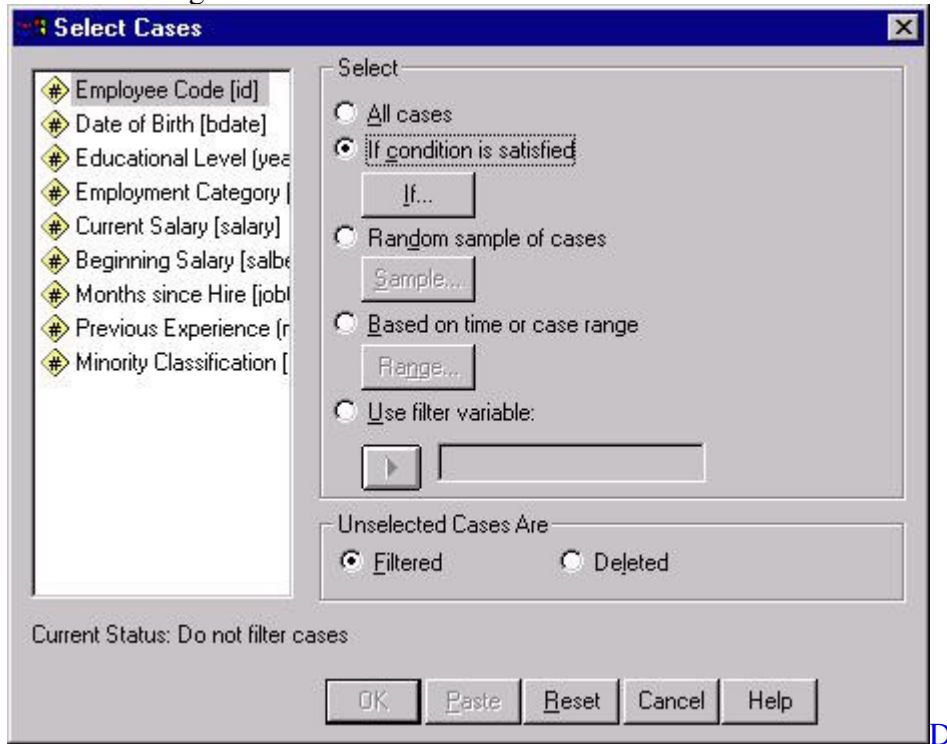 Select Cases
Employee Code [id]
Date of Birth [bdate]
Educational Level (yea
Employment Category [
Current Salary [salary]
Beginning Salary [salbe
Months since Hire [jobt
Previous Experience (m
Minority Classification [
Select
All cases
If condition is satisfied
If...
Random sample of cases
Sample...
Based on time or case range
Range...
Use filter variable:
Unselected Cases Are
Filtered
Deleted
Current Status: Do not filter cases
OK Paste Reset Cancel Help
D